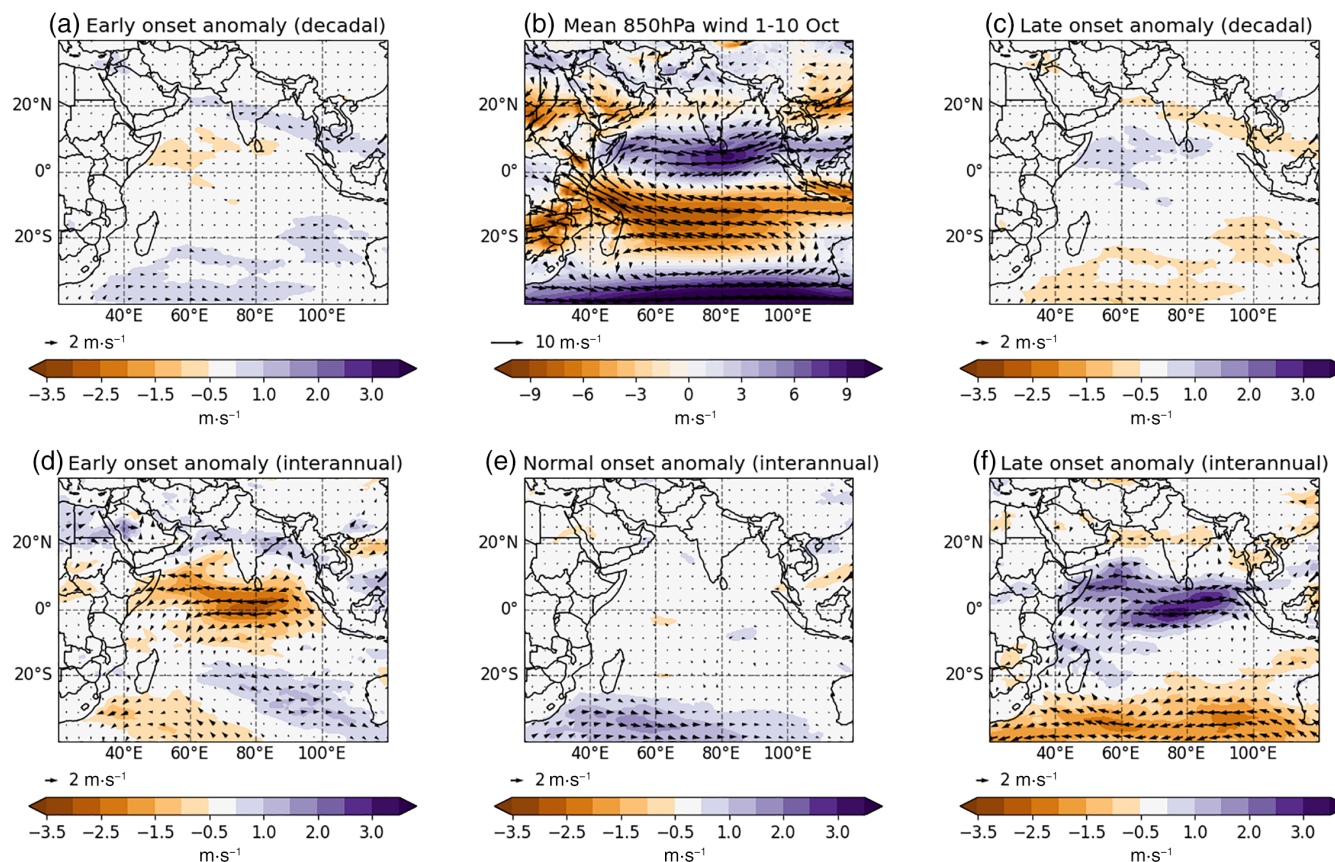 (a) Early onset anomaly (decadal)
(b) Mean 850hPa wind 1-10 Oct
(c) Late onset anomaly (decadal)
20°N
0°
20°S
40°E 60°E 80°E 100°E
2 m·s⁻¹
−3.5 −2.5 −1.5 −0.5 1.0 2.0 3.0
m·s⁻¹
20°N
0°
20°S
40°E 60°E 80°E 100°E
10 m·s⁻¹
−9 −6 −3 0 3 6 9
m·s⁻¹
20°N
0°
20°S
40°E 60°E 80°E 100°E
2 m·s⁻¹
−3.5 −2.5 −1.5 −0.5 1.0 2.0 3.0
m·s⁻¹
(d) Early onset anomaly (interannual)
(e) Normal onset anomaly (interannual)
(f) Late onset anomaly (interannual)
20°N
0°
20°S
40°E 60°E 80°E 100°E
2 m·s⁻¹
−3.5 −2.5 −1.5 −0.5 1.0 2.0 3.0
m·s⁻¹
20°N
0°
20°S
40°E 60°E 80°E 100°E
2 m·s⁻¹
−3.5 −2.5 −1.5 −0.5 1.0 2.0 3.0
m·s⁻¹
20°N
0°
20°S
40°E 60°E 80°E 100°E
2 m·s⁻¹
−3.5 −2.5 −1.5 −0.5 1.0 2.0 3.0
m·s⁻¹